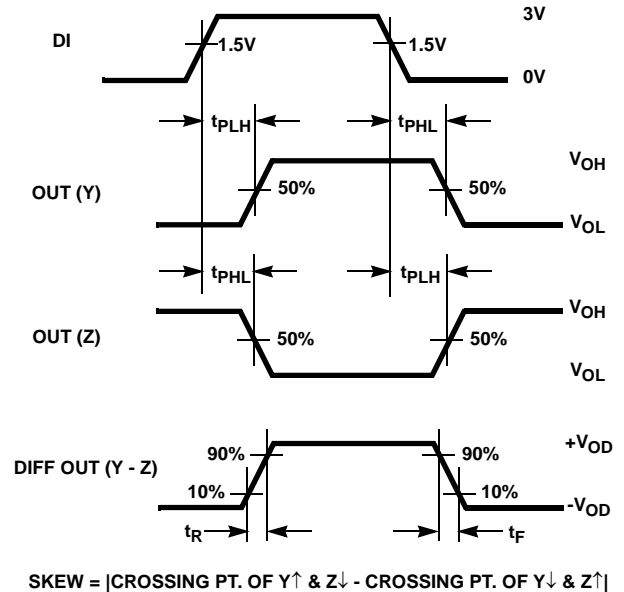 3V
DI
1.5V
1.5V
0V
tPLH
tPHL
VOH
OUT (Y)
50%
50%
VOL
tPHL
tPLH
VOH
OUT (Z)
50%
50%
VOL
+VOD
DIFF OUT (Y - Z)
90%
90%
10%
10%
-VOD
tR
tF
SKEW = |CROSSING PT. OF Y↑ & Z↓ - CROSSING PT. OF Y↓ & Z↑|